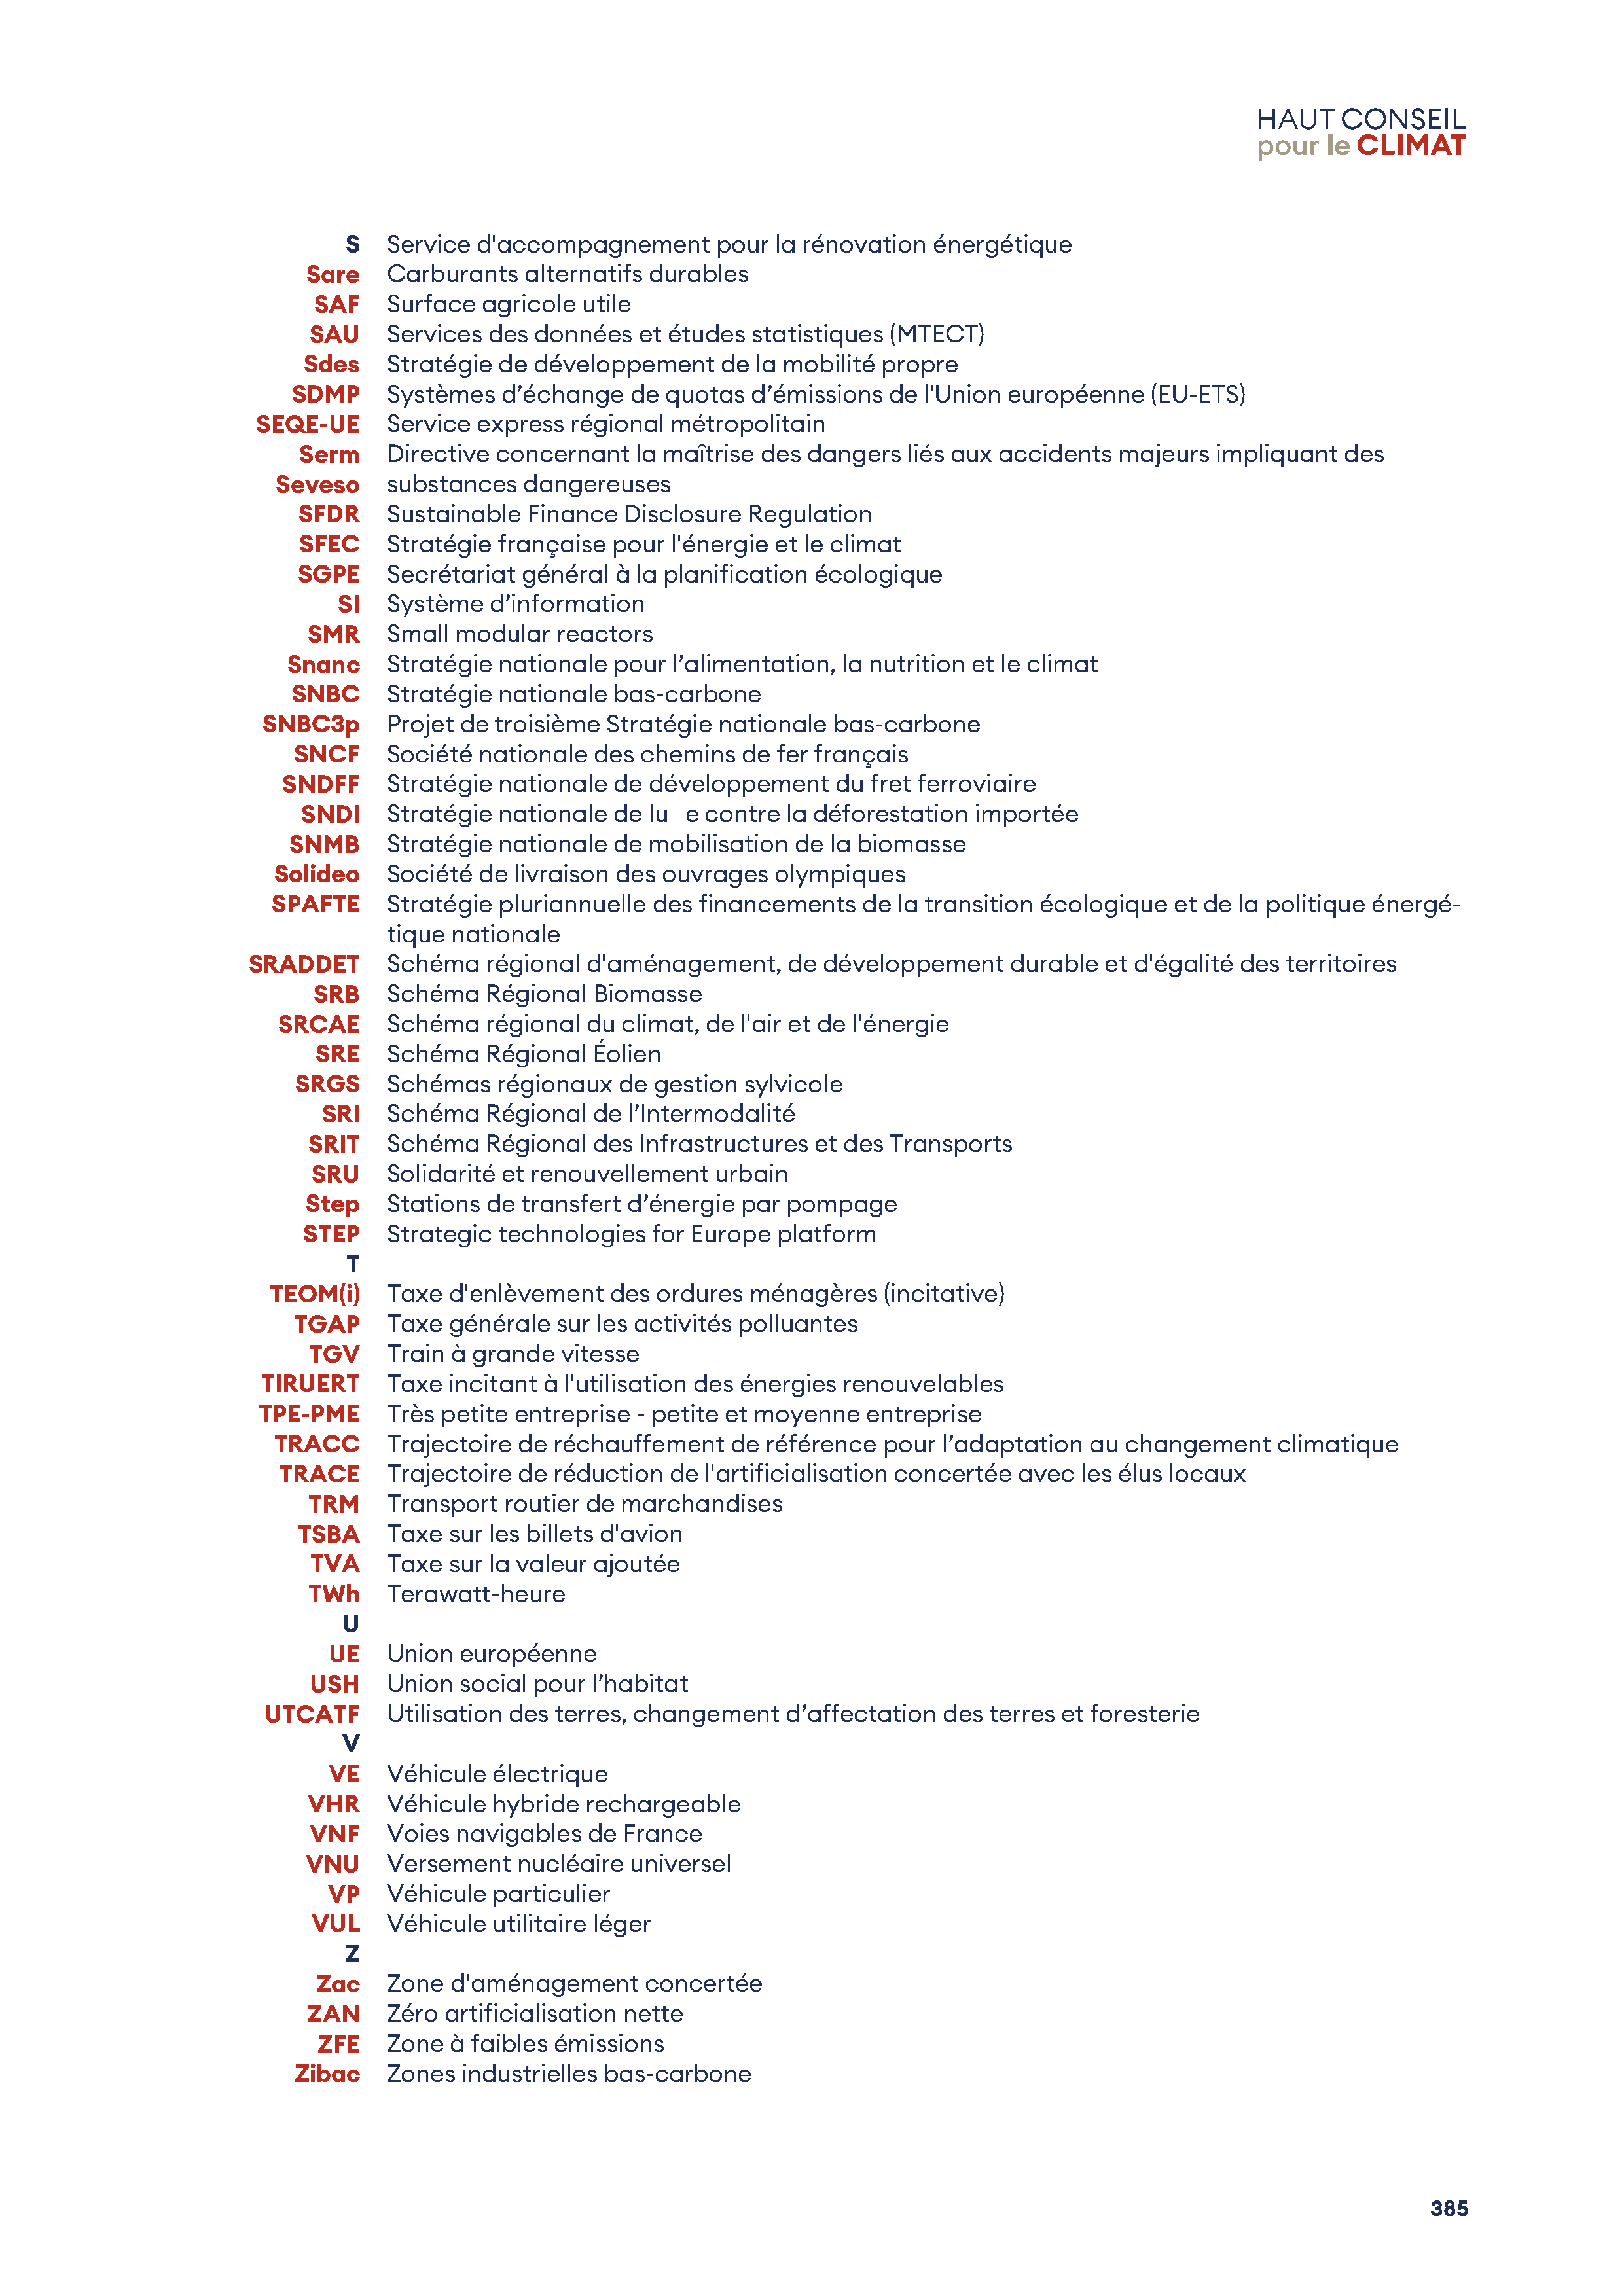 HAUT CONSEIL
pour le CLIMAT
S Service d'accompagnement pour la rénovation énergétique
Sare Carburants alternatifs durables
SAF Surface agricole utile
SAU Services des données et études statistiques (MTECT)
Sdes Stratégie de développement de la mobilité propre
SDMP Systèmes d’échange de quotas d’émissions de l'Union européenne (EU-ETS)
SEQE-UE Service express régional métropolitain
Serm Directive concernant la maîtrise des dangers liés aux accidents majeurs impliquant des
Seveso substances dangereuses
SFDR Sustainable Finance Disclosure Regulation
SFEC Stratégie française pour l'énergie et le climat
SGPE Secrétariat général à la planification écologique
SI Système d’information
SMR Small modular reactors
Snanc Stratégie nationale pour l’alimentation, la nutrition et le climat
SNBC Stratégie nationale bas-carbone
SNBC3p Projet de troisième Stratégie nationale bas-carbone
SNCF Société nationale des chemins de fer français
SNDFF Stratégie nationale de développement du fret ferroviaire
SNDI Stratégie nationale de lu e contre la déforestation importée
SNMB Stratégie nationale de mobilisation de la biomasse
Solideo Société de livraison des ouvrages olympiques
SPAFTE Stratégie pluriannuelle des financements de la transition écologique et de la politique énergé-
tique nationale
SRADDET Schéma régional d'aménagement, de développement durable et d'égalité des territoires
SRB Schéma Régional Biomasse
SRCAE Schéma régional du climat, de l'air et de l'énergie
SRE Schéma Régional Éolien
SRGS Schémas régionaux de gestion sylvicole
SRI Schéma Régional de l’Intermodalité
SRIT Schéma Régional des Infrastructures et des Transports
SRU Solidarité et renouvellement urbain
Step Stations de transfert d’énergie par pompage
STEP Strategic technologies for Europe platform
T
TEOM(i) Taxe d'enlèvement des ordures ménagères (incitative)
TGAP Taxe générale sur les activités polluantes
TGV Train à grande vitesse
TIRUERT Taxe incitant à l'utilisation des énergies renouvelables
TPE-PME Très petite entreprise - petite et moyenne entreprise
TRACC Trajectoire de réchauffement de référence pour l’adaptation au changement climatique
TRACE Trajectoire de réduction de l'artificialisation concertée avec les élus locaux
TRM Transport routier de marchandises
TSBA Taxe sur les billets d'avion
TVA Taxe sur la valeur ajoutée
TWh Terawatt-heure
U
UE Union européenne
USH Union social pour l’habitat
UTCATF Utilisation des terres, changement d’affectation des terres et foresterie
V
VE Véhicule électrique
VHR Véhicule hybride rechargeable
VNF Voies navigables de France
VNU Versement nucléaire universel
VP Véhicule particulier
VUL Véhicule utilitaire léger
Z
Zac Zone d'aménagement concertée
ZAN Zéro artificialisation nette
ZFE Zone à faibles émissions
Zibac Zones industrielles bas-carbone
385